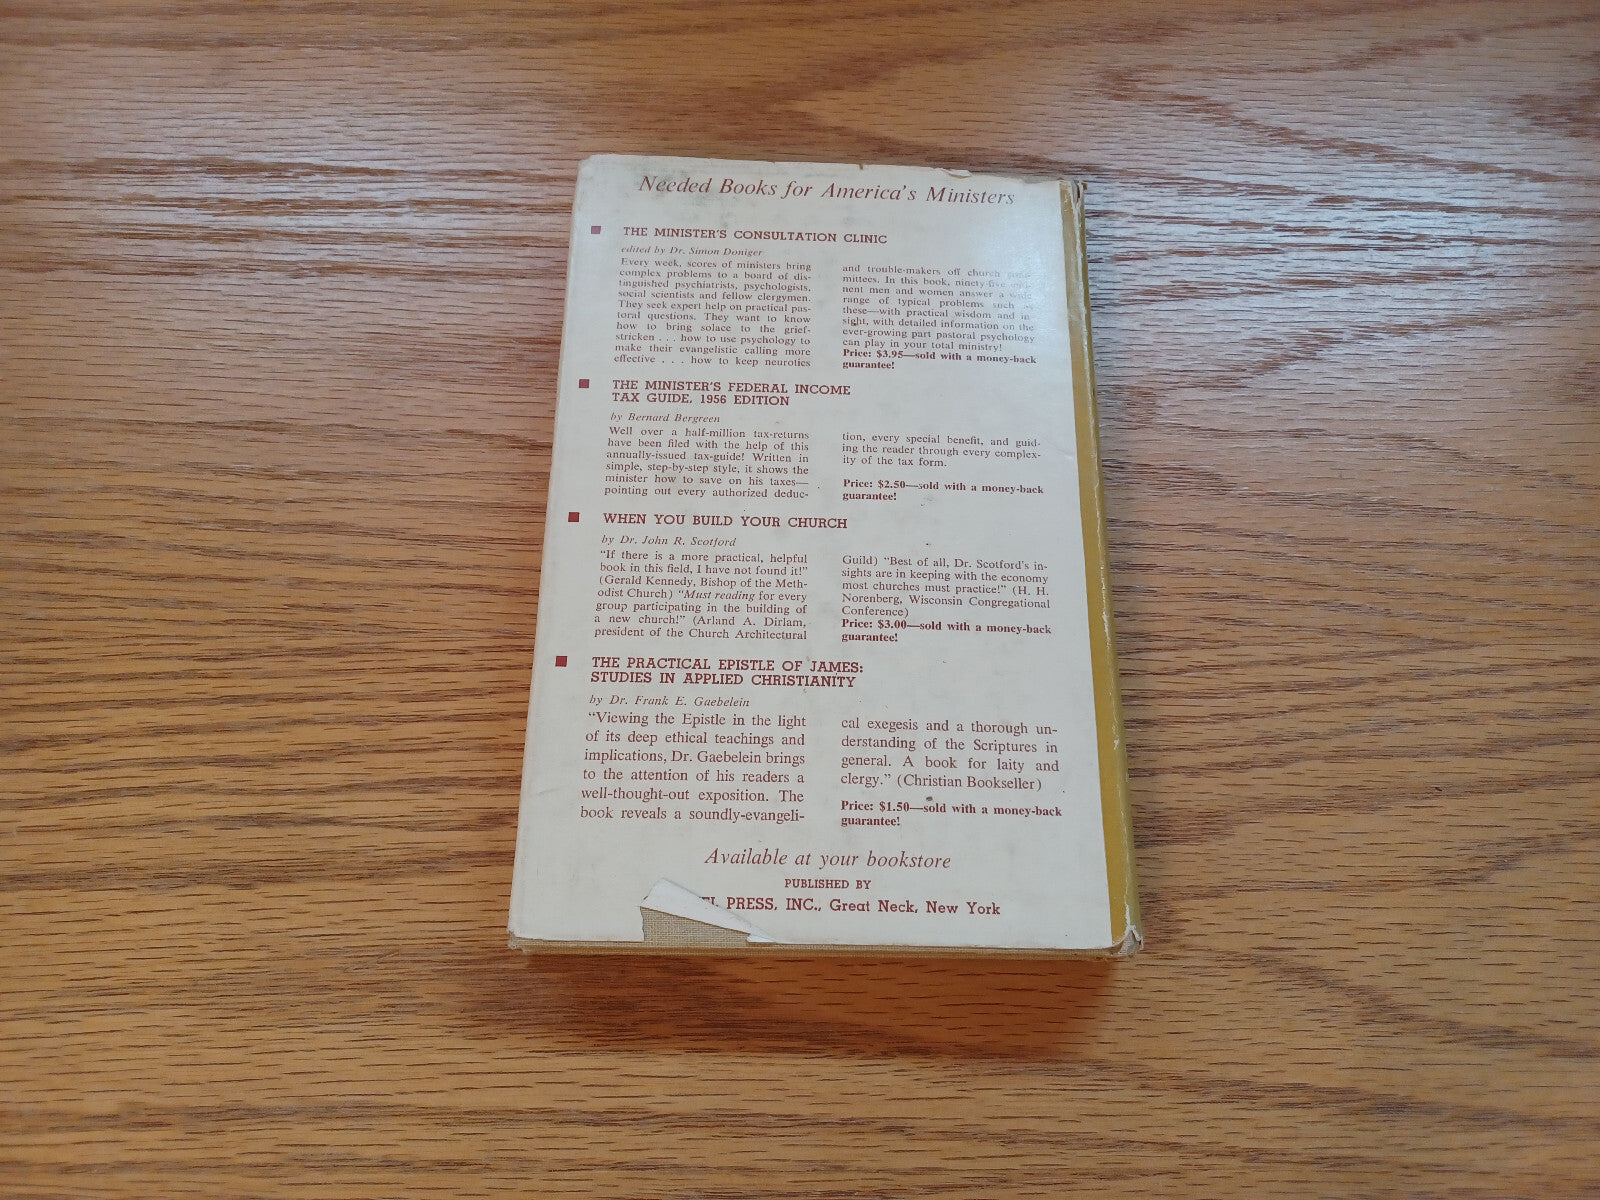 Needed Books for America's Ministers
THE MINISTER'S CONSULTATION CLINIC
edited by Dr. Simon Doniger
Every week, scores of ministers bring
complex problems to a board of dis-
tinguished psychiatrists, psychologists,
social scientists and fellow clergymen.
They seek expert help on practical pas-
toral questions. They want to know
how to bring solace to the grief-
stricken . . . how to use psychology to
make their evangelistic calling more
effective . . . how to keep neurotics
and trouble-makers off church com-
mittees. In this book, ninety-five emi-
nent men and women answer a wide
range of typical problems such as
these—with practical wisdom and in-
sight, with detailed information on the
ever-growing part pastoral psychology
can play in your total ministry!
Price: $3.95—sold with a money-back
guarantee!
THE MINISTER'S FEDERAL INCOME
TAX GUIDE, 1956 EDITION
by Bernard Bergreen
Well over a half-million tax-returns
have been filed with the help of this
annually-issued tax-guide! Written in
simple, step-by-step style, it shows the
minister how to save on his taxes—
pointing out every authorized deduc-
tion, every special benefit, and guid-
ing the reader through every complex-
ity of the tax form.
Price: $2.50—sold with a money-back
guarantee!
WHEN YOU BUILD YOUR CHURCH
by Dr. John R. Scotford
"If there is a more practical, helpful
book in this field, I have not found it!"
(Gerald Kennedy, Bishop of the Meth-
odist Church) "Must reading for every
group participating in the building of
a new church!" (Arland A. Dirlam,
president of the Church Architectural
Guild) "Best of all, Dr. Scotford's in-
sights are in keeping with the economy
most churches must practice!" (H. H.
Norenberg, Wisconsin Congregational
Conference)
Price: $3.00—sold with a money-back
guarantee!
THE PRACTICAL EPISTLE OF JAMES:
STUDIES IN APPLIED CHRISTIANITY
by Dr. Frank E. Gaebelein
"Viewing the Epistle in the light
of its deep ethical teachings and
implications, Dr. Gaebelein brings
to the attention of his readers a
well-thought-out exposition. The
book reveals a soundly-evangeli-
cal exegesis and a thorough un-
derstanding of the Scriptures in
general. A book for laity and
clergy." (Christian Bookseller)
Price: $1.50—sold with a money-back
guarantee!
Available at your bookstore
PUBLISHED BY
PRESS, INC., Great Neck, New York